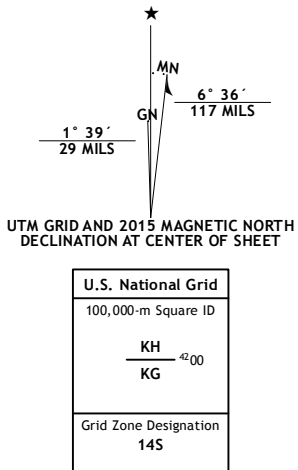 ★
MN
GN
6° 36´
117 MILS
1° 39´
29 MILS
UTM GRID AND 2015 MAGNETIC NORTH
DECLINATION AT CENTER OF SHEET
U.S. National Grid
100,000-m Square ID
KH
⁴²00
KG
Grid Zone Designation
14S